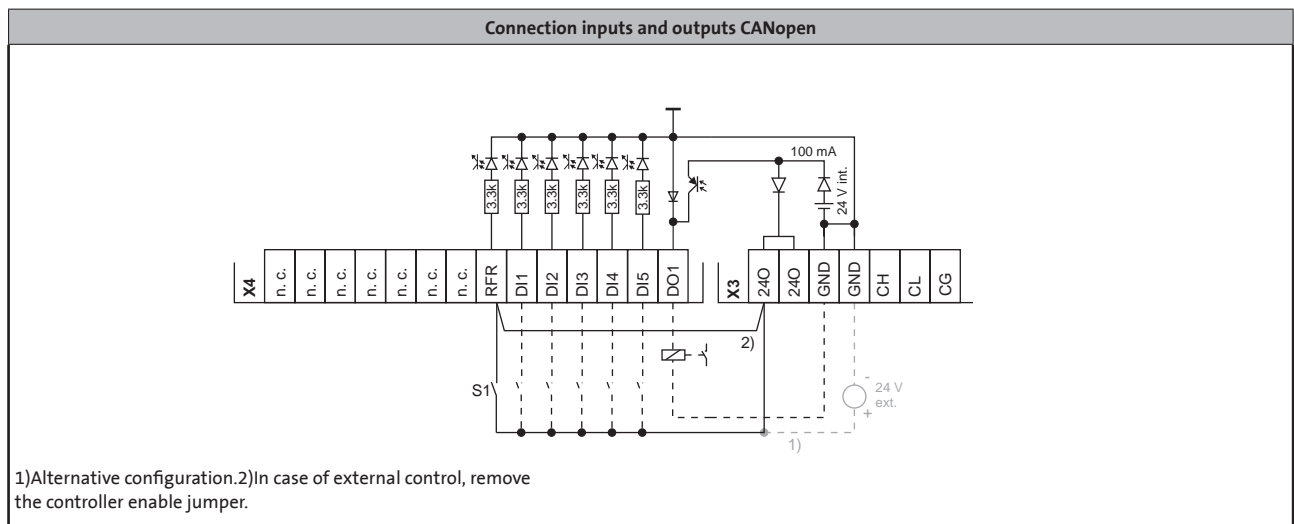 Connection inputs and outputs CANopen
100 mA
24 V int.
3.3k
3.3k
3.3k
3.3k
3.3k
3.3k
X4
n. c.
n. c.
n. c.
n. c.
n. c.
n. c.
n. c.
RFR
DI1
DI2
DI3
DI4
DI5
DO1
X3
24O
24O
GND
GND
CH
CL
CG
2)
S1
-
24 V
ext.
+
1)
1)Alternative configuration.2)In case of external control, remove
the controller enable jumper.